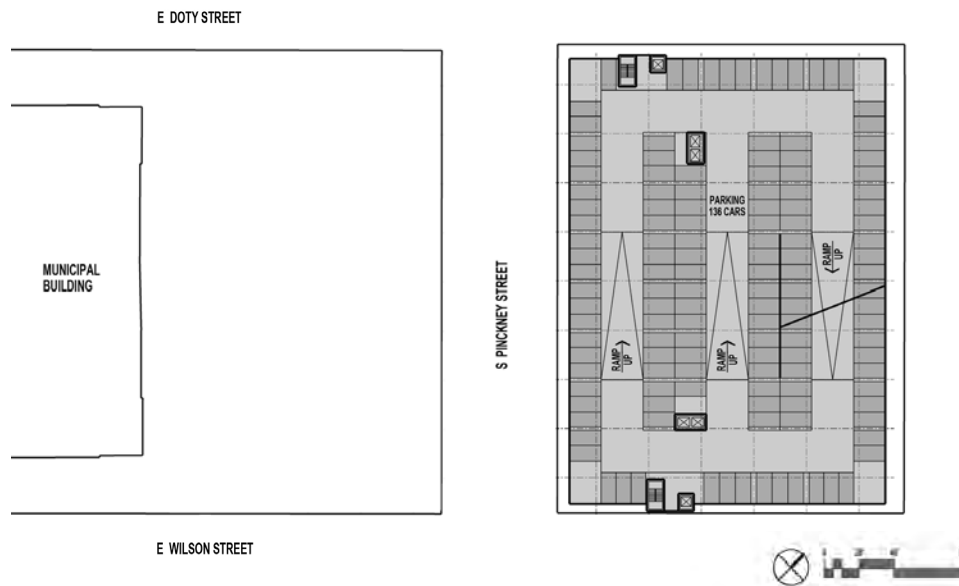 E DOTY STREET
MUNICIPAL
BUILDING
S PINCKNEY STREET
PARKING
136 CARS
RAMP
UP
RAMP
UP
RAMP
UP
E WILSON STREET